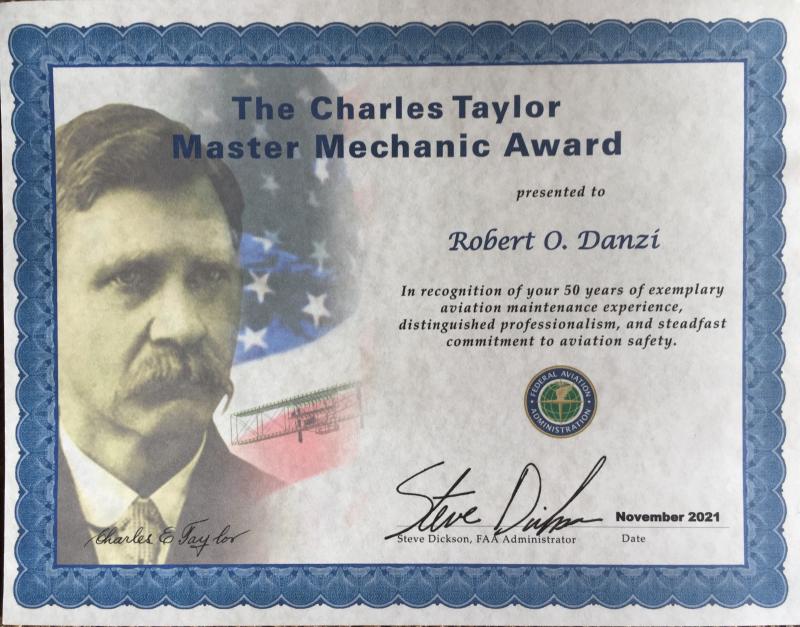 The Charles Taylor
Master Mechanic Award
presented to
Robert O. Danzi
In recognition of your 50 years of exemplary
aviation maintenance experience,
distinguished professionalism, and steadfast
commitment to aviation safety.
FEDERAL AVIATION
ADMINISTRATION
Steve Dickson
November 2021
Steve Dickson, FAA Administrator Date
Charles E Taylor